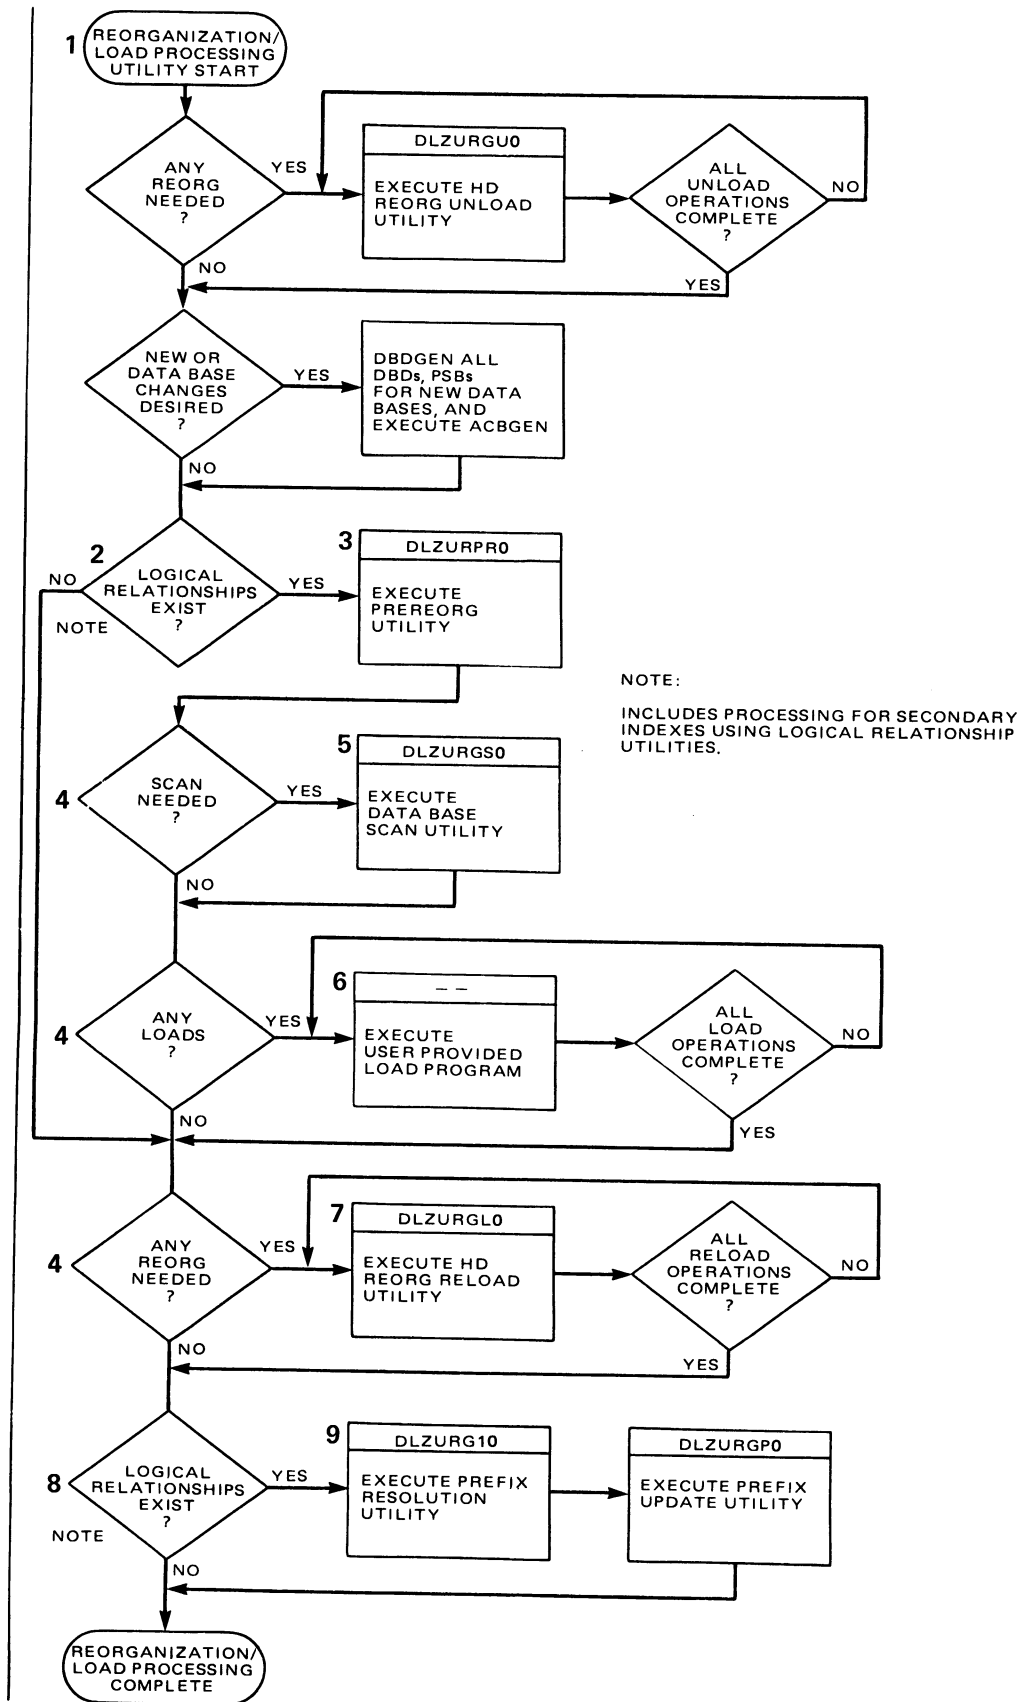 1
REORGANIZATION/
LOAD PROCESSING
UTILITY START
ANY
REORG
NEEDED
?
YES
DLZURGU0
EXECUTE HD
REORG UNLOAD
UTILITY
ALL
UNLOAD
OPERATIONS
COMPLETE
?
NO
NO
YES
NEW OR
DATA BASE
CHANGES
DESIRED
?
YES
DBDGEN ALL
DBDs, PSBs
FOR NEW DATA
BASES, AND
EXECUTE ACBGEN
NO
2
NO
LOGICAL
RELATIONSHIPS
EXIST
?
NOTE
YES
3
DLZURPR0
EXECUTE
PREREORG
UTILITY
NOTE:
INCLUDES PROCESSING FOR SECONDARY
INDEXES USING LOGICAL RELATIONSHIP
UTILITIES.
4
SCAN
NEEDED
?
YES
5
DLZURGS0
EXECUTE
DATA BASE
SCAN UTILITY
NO
4
ANY
LOADS
?
YES
6
– –
EXECUTE
USER PROVIDED
LOAD PROGRAM
ALL
LOAD
OPERATIONS
COMPLETE
?
NO
NO
YES
4
ANY
REORG
NEEDED
?
YES
7
DLZURGL0
EXECUTE HD
REORG RELOAD
UTILITY
ALL
RELOAD
OPERATIONS
COMPLETE
?
NO
NO
YES
8
LOGICAL
RELATIONSHIPS
EXIST
?
NOTE
YES
9
DLZURG10
EXECUTE PREFIX
RESOLUTION
UTILITY
DLZURGP0
EXECUTE PREFIX
UPDATE UTILITY
NO
REORGANIZATION/
LOAD PROCESSING
COMPLETE